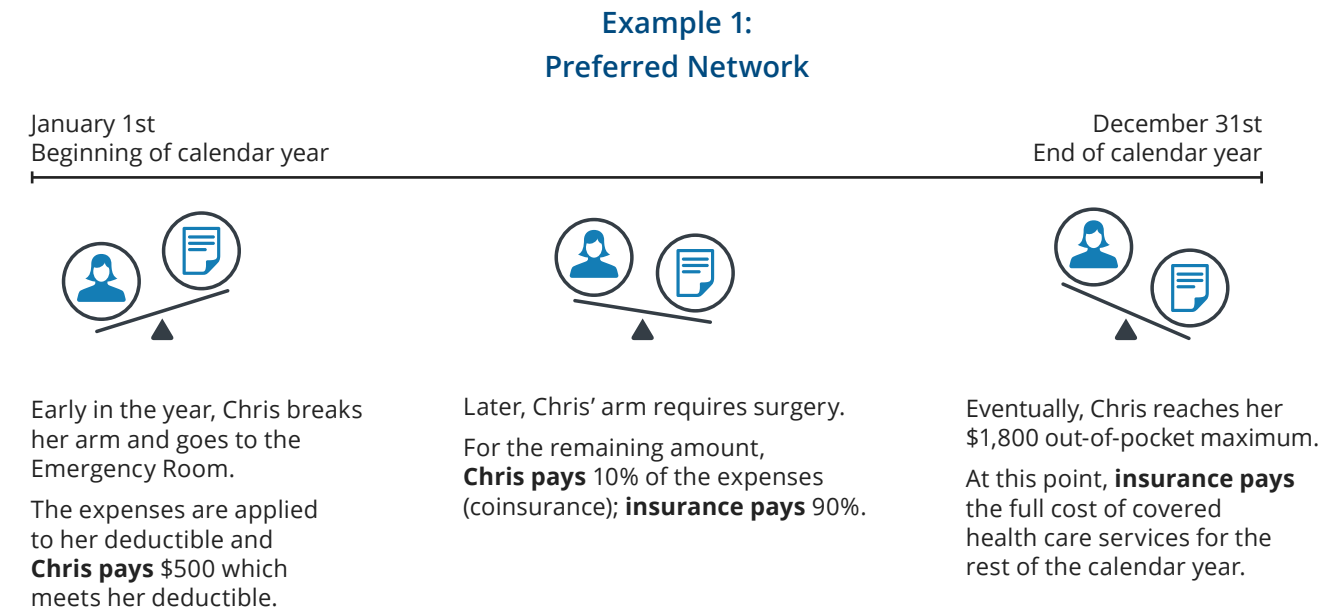 Example 1:
Preferred Network
January 1st
Beginning of calendar year
December 31st
End of calendar year
Early in the year, Chris breaks
her arm and goes to the
Emergency Room.
The expenses are applied
to her deductible and
Chris pays $500 which
meets her deductible.
Later, Chris’ arm requires surgery.
For the remaining amount,
Chris pays 10% of the expenses
(coinsurance); insurance pays 90%.
Eventually, Chris reaches her
$1,800 out-of-pocket maximum.
At this point, insurance pays
the full cost of covered
health care services for the
rest of the calendar year.